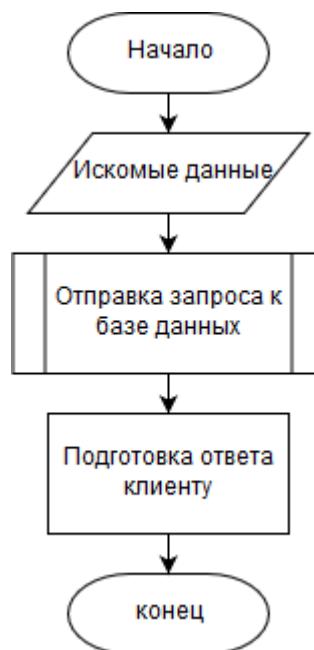 Начало
Искомые данные
Отправка запроса к
базе данных
Подготовка ответа
клиенту
конец